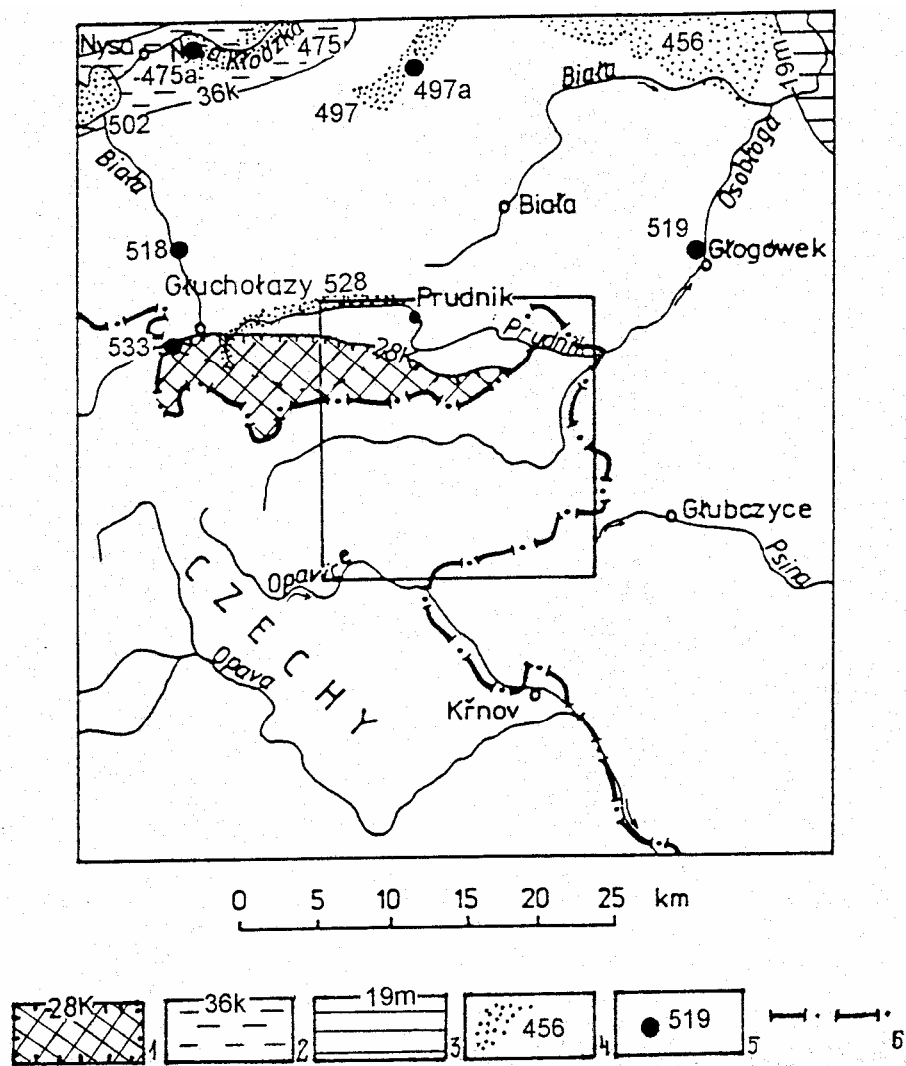 Nysa
Kłodzka
475
475a
36k
502
497
497a
456
19m
Biała
Biała
Osobłoga
Biała
518
519
Głogówek
Głuchołazy 528
Prudnik
Prudnik
533
28K
Głubczyce
Psina
CZECHY
Opava
Křnov
0 5 10 15 20 25 km
28K 1
36k 2
19m 3
456 4
519 5
6